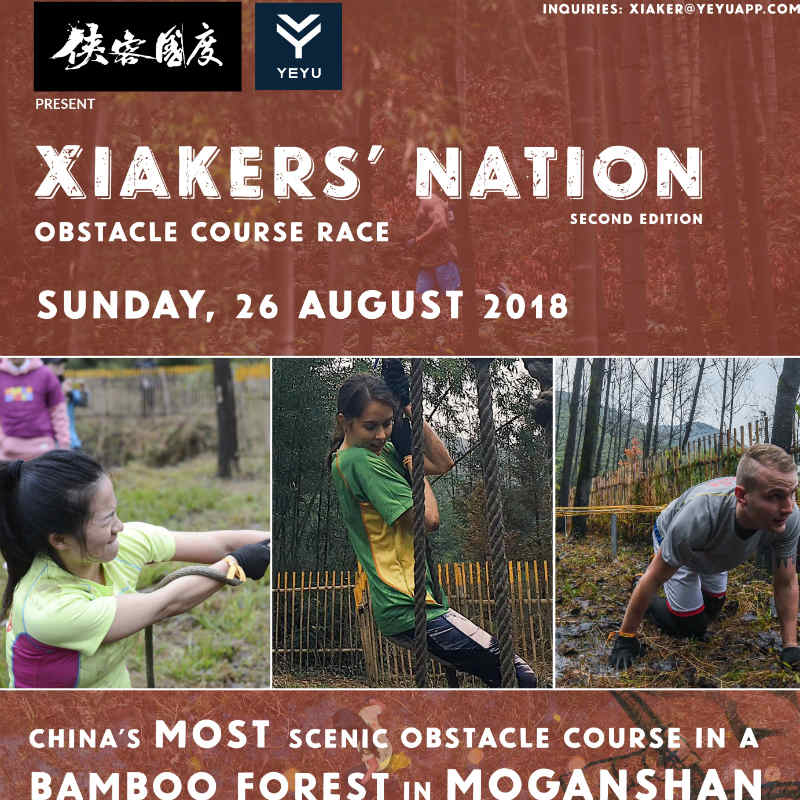 INQUIRIES: XIAKER@YEYUAPP.COM
侠客國度
YEYU
PRESENT
XIAKERS' NATION
SECOND EDITION
OBSTACLE COURSE RACE
SUNDAY, 26 AUGUST 2018
CHINA'S MOST SCENIC OBSTACLE COURSE IN A
BAMBOO FOREST IN MOGANSHAN